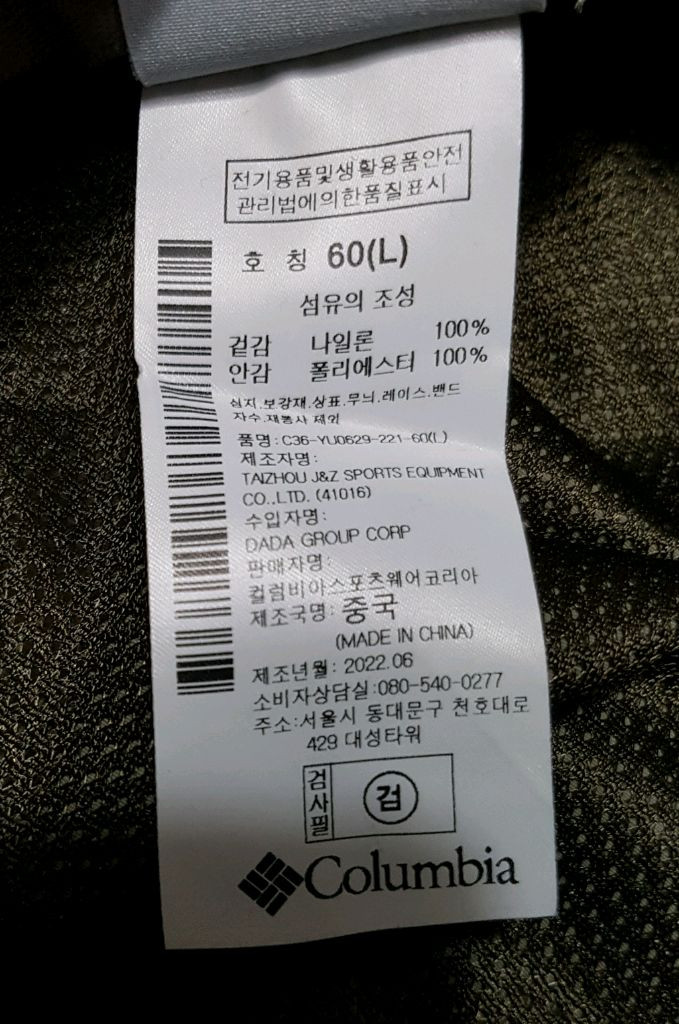 전기용품및생활용품안전
관리법에의한품질표시
호 칭 60(L)
섬유의 조성
겉감 나일론 100%
안감 폴리에스터 100%
심지.보강재.상표.무늬.레이스.밴드
자수.재봉사 제외
품명:C36-YU0629-221-60(L)
제조자명:
TAIZHOU J&Z SPORTS EQUIPMENT
CO.,LTD. (41016)
수입자명:
DADA GROUP CORP
판매자명:
컬럼비아스포츠웨어코리아
제조국명: 중국
(MADE IN CHINA)
제조년월: 2022.06
소비자상담실:080-540-0277
주소:서울시 동대문구 천호대로
429 대성타워
검사필 검
Columbia